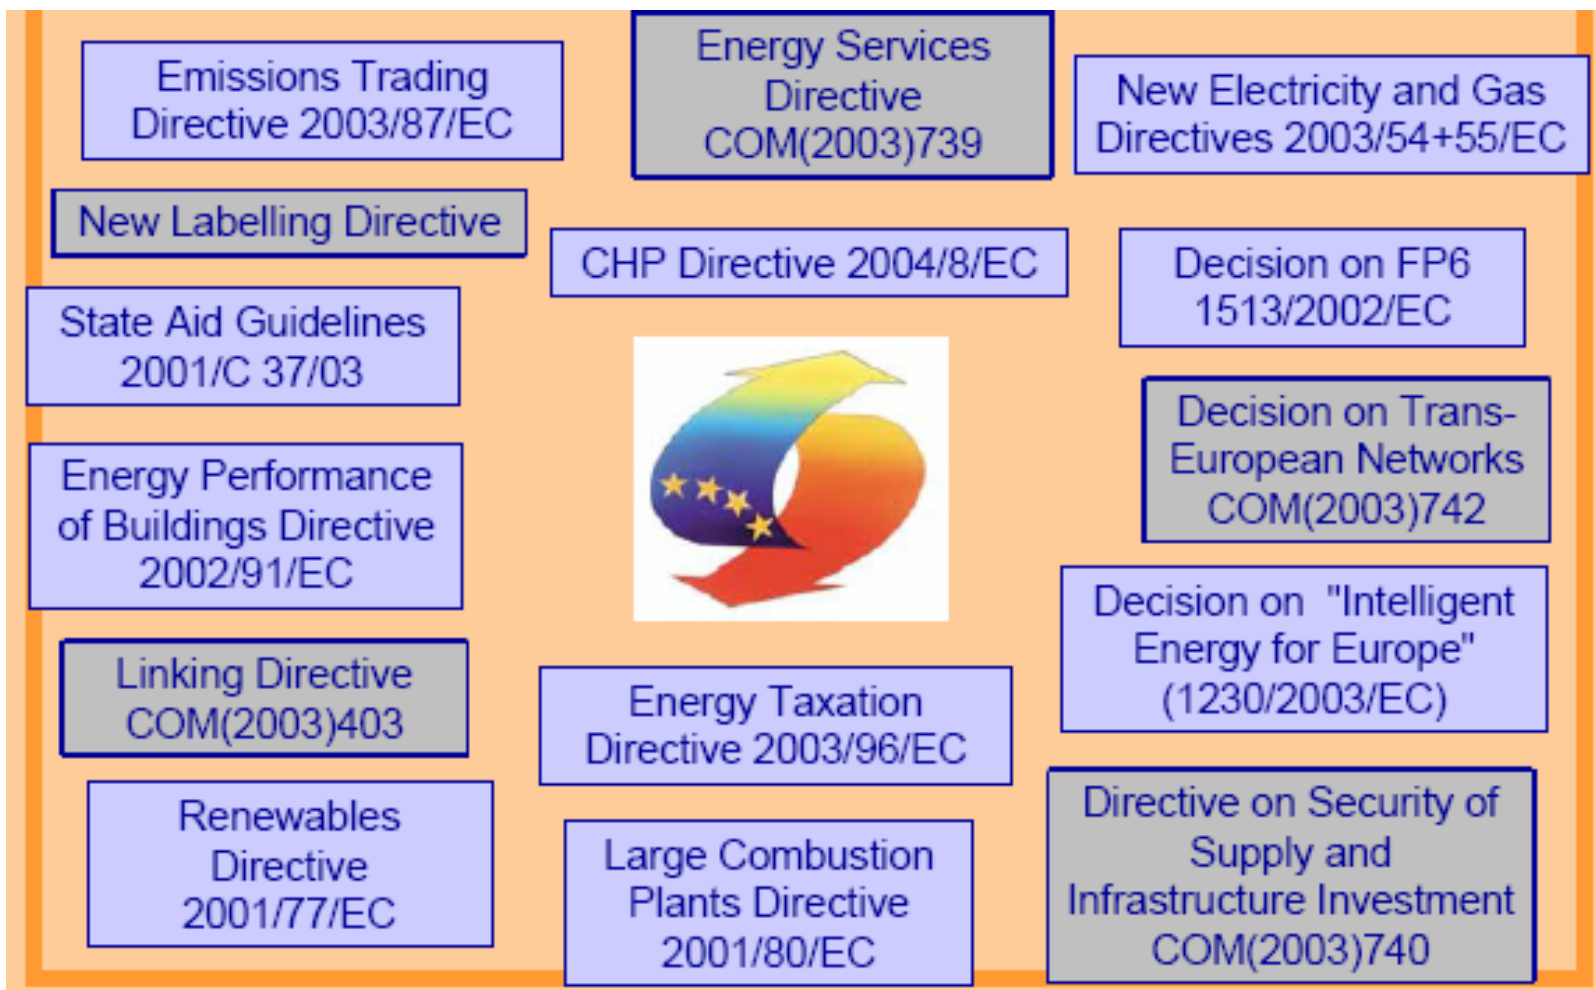 Emissions Trading
Directive 2003/87/EC
Energy Services
Directive
COM(2003)739
New Electricity and Gas
Directives 2003/54+55/EC
New Labelling Directive
CHP Directive 2004/8/EC
Decision on FP6
1513/2002/EC
State Aid Guidelines
2001/C 37/03
Decision on Trans-
European Networks
COM(2003)742
Energy Performance
of Buildings Directive
2002/91/EC
Decision on "Intelligent
Energy for Europe"
(1230/2003/EC)
Linking Directive
COM(2003)403
Energy Taxation
Directive 2003/96/EC
Renewables
Directive
2001/77/EC
Large Combustion
Plants Directive
2001/80/EC
Directive on Security of
Supply and
Infrastructure Investment
COM(2003)740